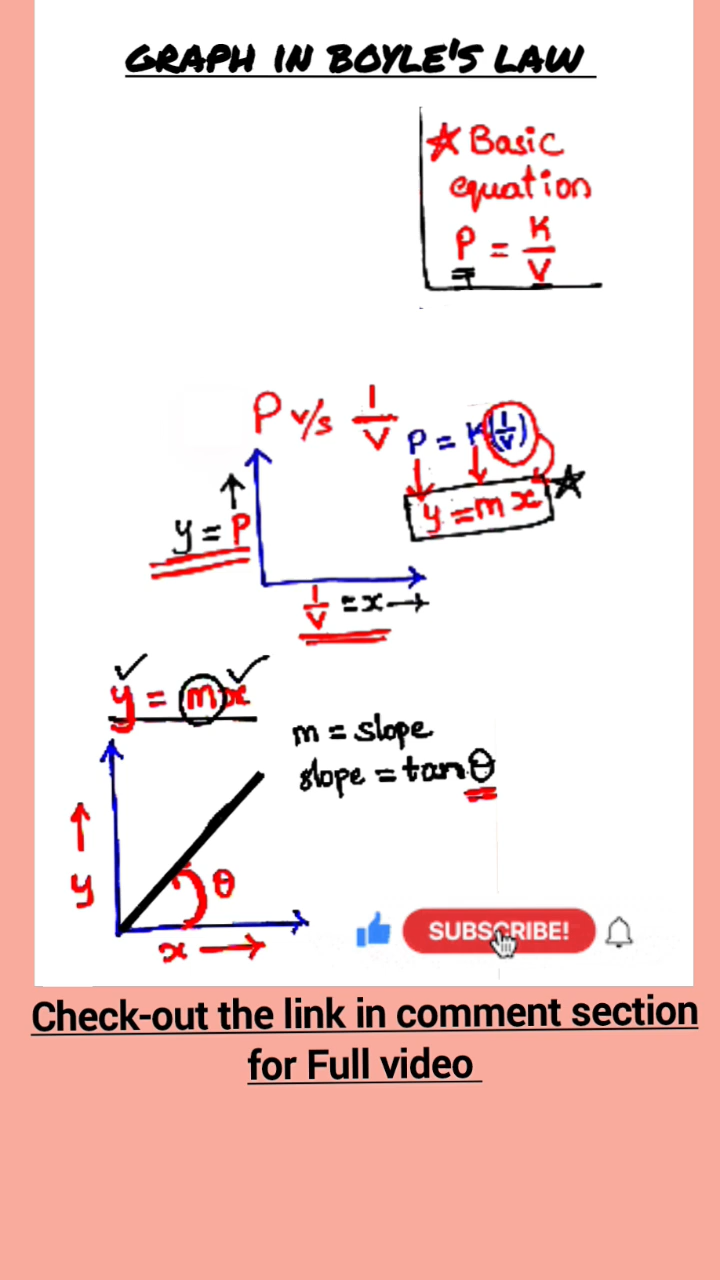 GRAPH IN BOYLE'S LAW
★ Basic
equation
P = K/V
P v/s 1/V
P = K(1/V)
y = mx ★
y = P
1/V = x →
y = mx
m = slope
slope = tanθ
y
θ
x →
SUBSCRIBE!
Check-out the link in comment section
for Full video